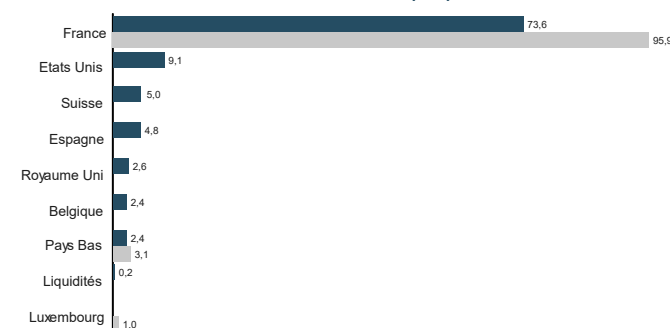 France 73,6
95,9
Etats Unis 9,1
Suisse 5,0
Espagne 4,8
Royaume Uni 2,6
Belgique 2,4
Pays Bas 2,4
3,1
Liquidités 0,2
Luxembourg 1,0